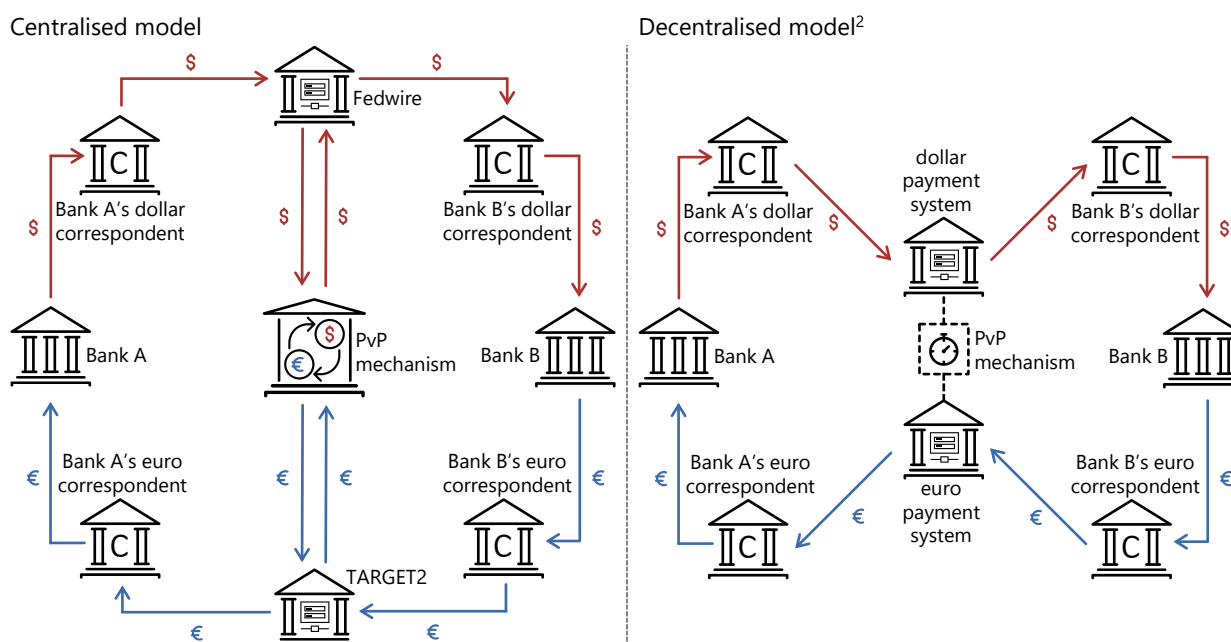 Centralised model
$
$
Fedwire
C
C
Bank A's dollar
correspondent
Bank B's dollar
correspondent
$
$
$
$
$
€
PvP
mechanism
Bank A
Bank B
Bank A's euro
correspondent
Bank B's euro
correspondent
€
€
€
€
C
C
TARGET2
€
€
Decentralised model2
C
C
dollar
payment
system
Bank A's dollar
correspondent
Bank B's dollar
correspondent
$
$
$
$
PvP
mechanism
Bank A
Bank B
Bank A's euro
correspondent
Bank B's euro
correspondent
€
€
€
€
C
C
euro
payment
system